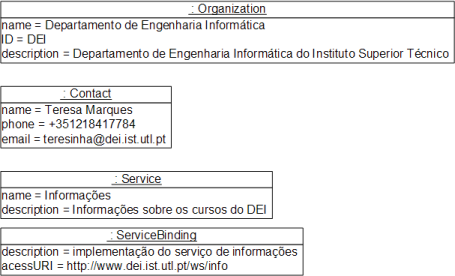 : Organization
name = Departamento de Engenharia Informática
ID = DEI
description = Departamento de Engenharia Informática do Instituto Superior Técnico
: Contact
name = Teresa Marques
phone = +351218417784
email = teresinha@dei.ist.utl.pt
: Service
name = Informações
description = Informações sobre os cursos do DEI
: ServiceBinding
description = implementação do serviço de informações
acessURI = http://www.dei.ist.utl.pt/ws/info